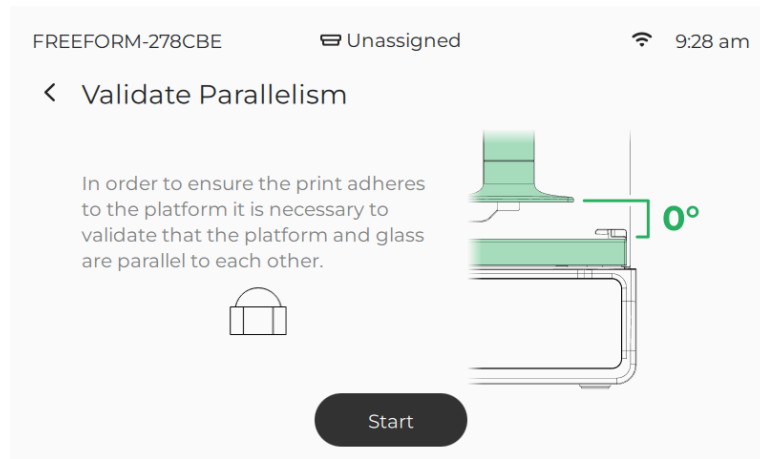 FREEFORM-278CBE Unassigned 9:28 am
Validate Parallelism
In order to ensure the print adheres
to the platform it is necessary to
validate that the platform and glass
are parallel to each other.
0°
Start